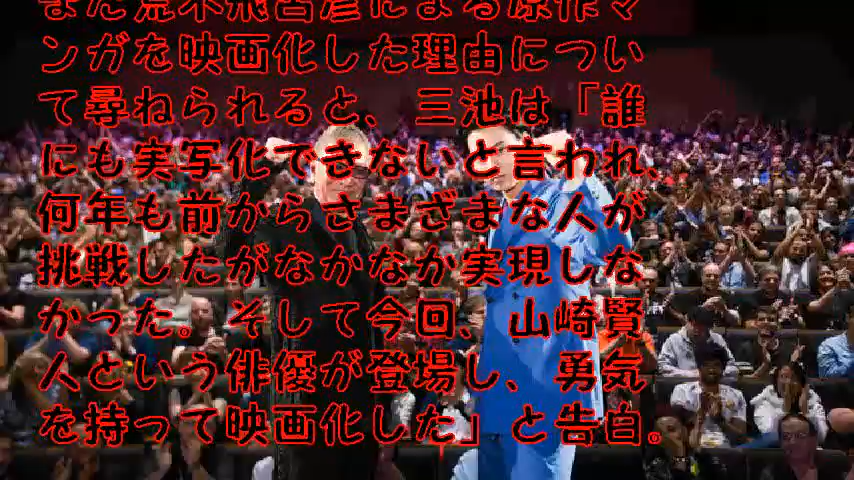 また荒木飛呂彦による原作マ
ンガを映画化した理由につい
て尋ねられると、三池は「誰
にも実写化できないと言われ、
何年も前からさまざまな人が
挑戦したがなかなか実現しな
かった。そして今回、山崎賢
人という俳優が登場し、勇気
を持って映画化した」と告白。